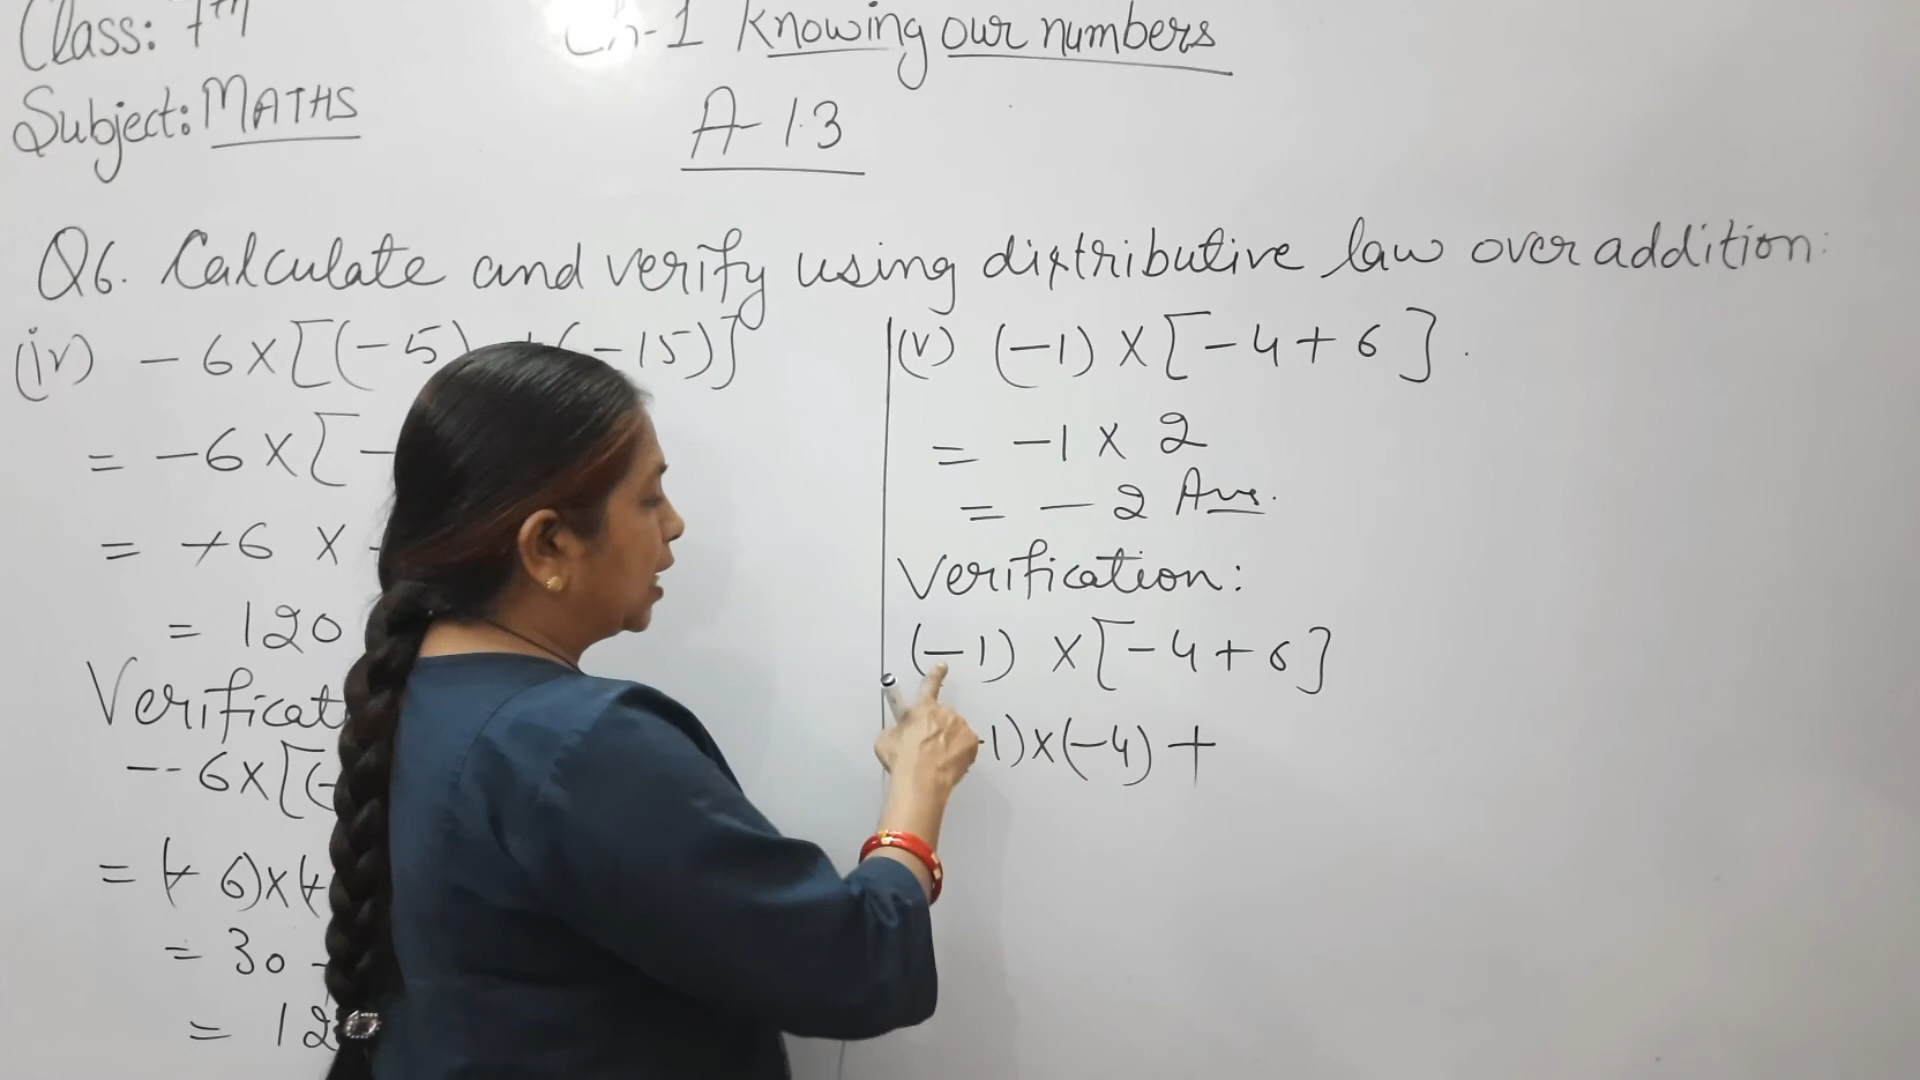 Class: 7th
Ch-1 Knowing our numbers
Subject: MATHS
A-1.3
Q6. Calculate and verify using distributive law over addition:
(iv) -6×[(-5) +(-15)]
= -6×[-
= -6 ×
= 120
Verificat
--6×[(-
= (-6)×(-
= 30
= 12
(v) (-1) × [-4+6].
= -1 × 2
= -2 Ans.
Verification:
(-1) ×[-4+6]
1)×(-4) +